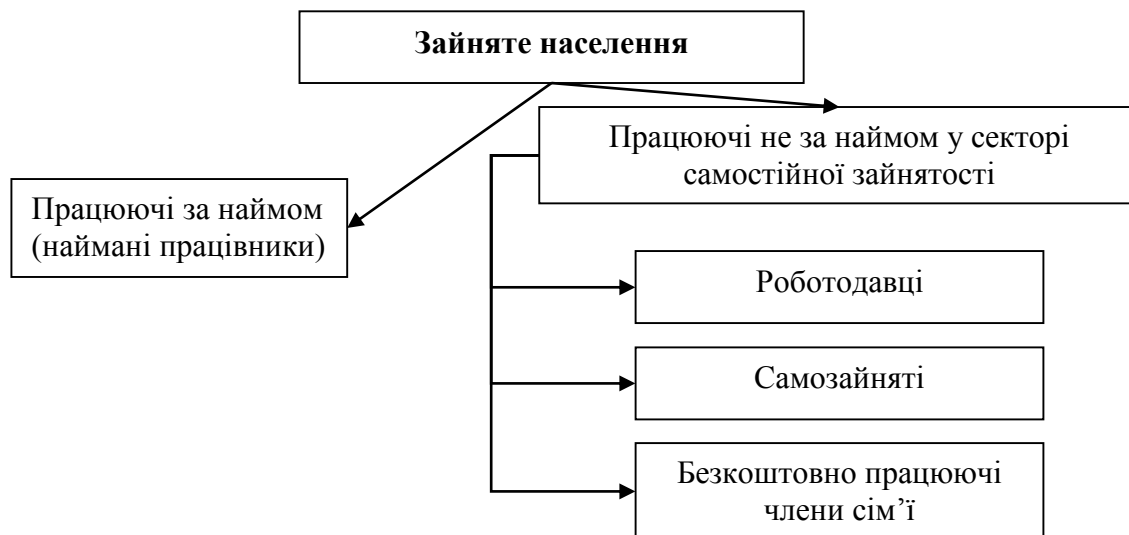 Зайняте населення
Працюючі не за наймом у секторі
самостійної зайнятості
Працюючі за наймом
(наймані працівники)
Роботодавці
Самозайняті
Безкоштовно працюючі
члени сім’ї